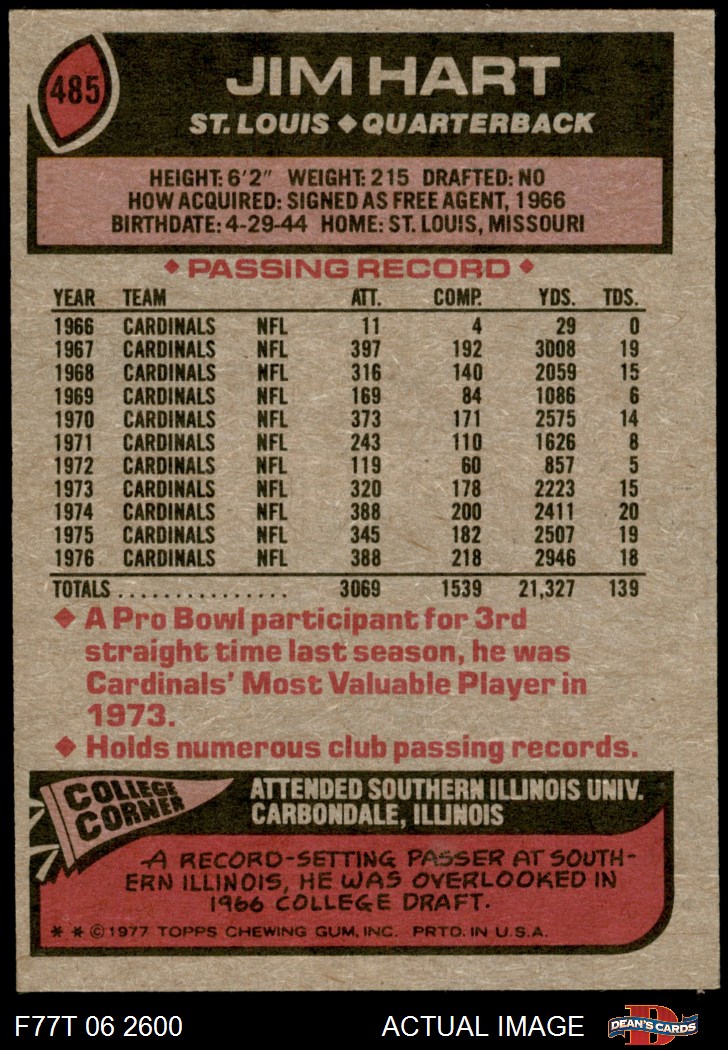 485
JIM HART
ST. LOUIS ◆ QUARTERBACK
HEIGHT: 6'2" WEIGHT: 215 DRAFTED: NO
HOW ACQUIRED: SIGNED AS FREE AGENT, 1966
BIRTHDATE: 4-29-44 HOME: ST. LOUIS, MISSOURI
◆ PASSING RECORD ◆
YEAR TEAM ATT. COMP. YDS. TDS.
1966 CARDINALS NFL 11 4 29 0
1967 CARDINALS NFL 397 192 3008 19
1968 CARDINALS NFL 316 140 2059 15
1969 CARDINALS NFL 169 84 1086 6
1970 CARDINALS NFL 373 171 2575 14
1971 CARDINALS NFL 243 110 1626 8
1972 CARDINALS NFL 119 60 857 5
1973 CARDINALS NFL 320 178 2223 15
1974 CARDINALS NFL 388 200 2411 20
1975 CARDINALS NFL 345 182 2507 19
1976 CARDINALS NFL 388 218 2946 18
TOTALS ............... 3069 1539 21,327 139
◆ A Pro Bowl participant for 3rd
straight time last season, he was
Cardinals' Most Valuable Player in
1973.
◆ Holds numerous club passing records.
COLLEGE
CORNER
ATTENDED SOUTHERN ILLINOIS UNIV.
CARBONDALE, ILLINOIS
A RECORD-SETTING PASSER AT SOUTH-
ERN ILLINOIS, HE WAS OVERLOOKED IN
1966 COLLEGE DRAFT.
* * © 1977 TOPPS CHEWING GUM, INC. PRTD. IN U.S.A.
F77T 06 2600
ACTUAL IMAGE
D
DEAN'S CARDS